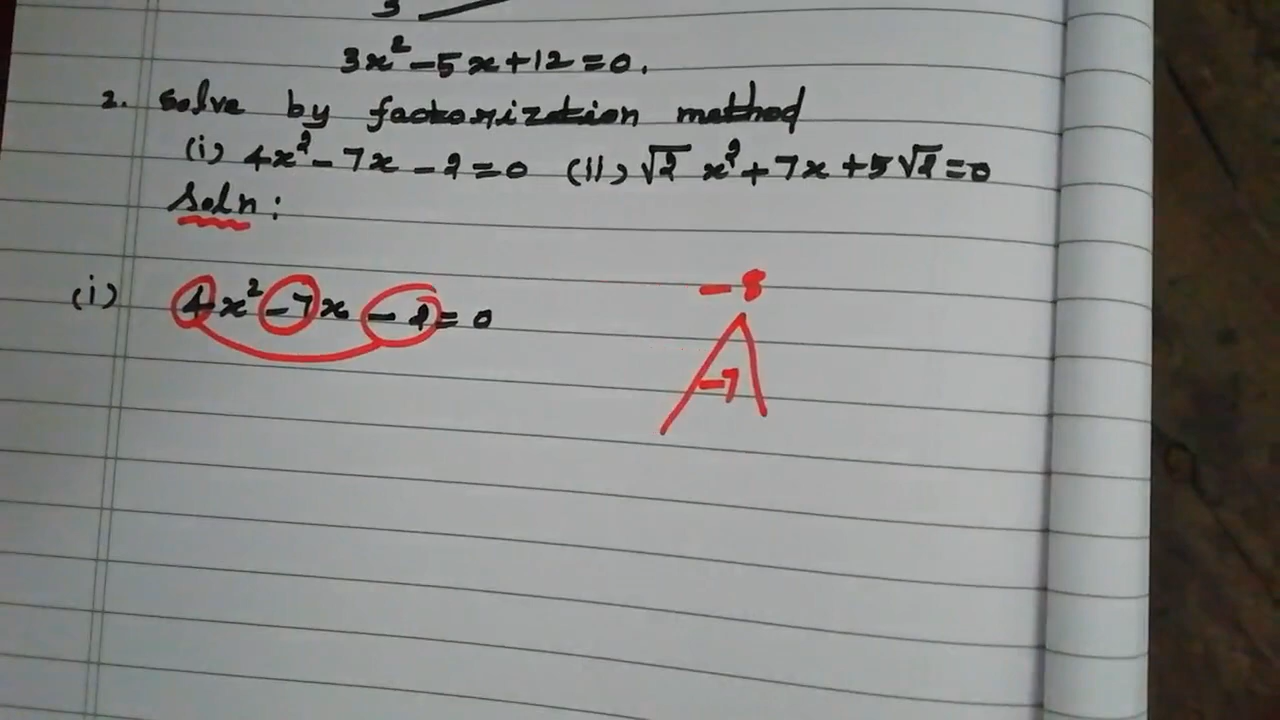 3x² - 5x + 12 = 0.
2. Solve by factorization method
(i) 4x² - 7x - 2 = 0 (ii) √2 x² + 7x + 5√2 = 0
Soln :
(i) 4x² - 7x - 2 = 0
-8
-7